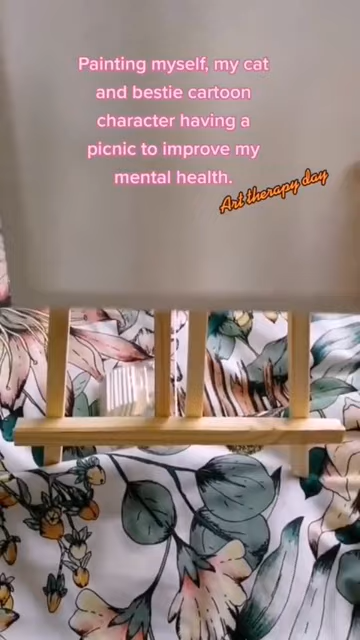 Painting myself, my cat
and bestie cartoon
character having a
picnic to improve my
mental health.
Art therapy day